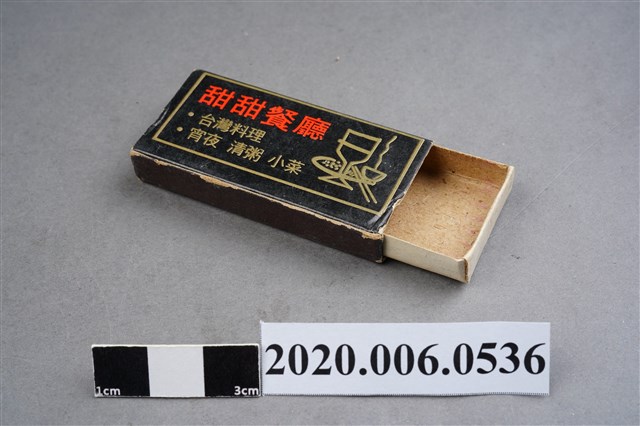 甜甜餐廳
·台灣料理
·宵夜 清粥 小菜
1cm 3cm
2020.006.0536